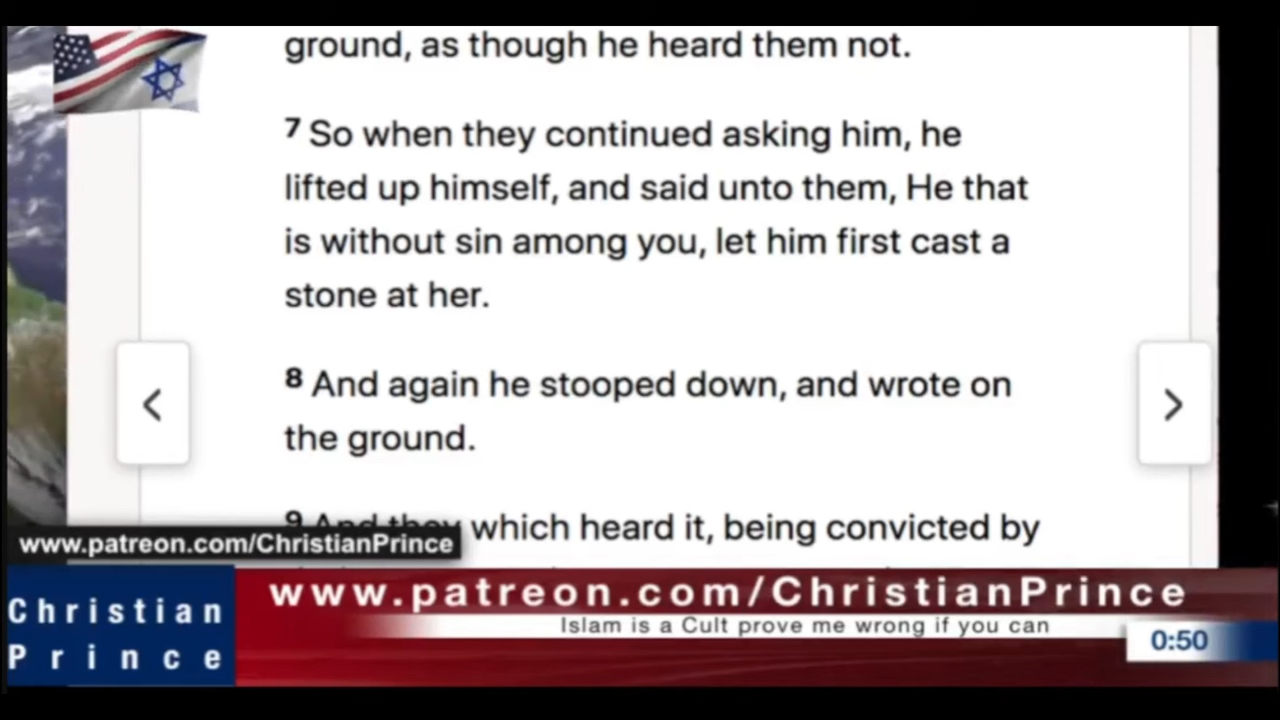 ground, as though he heard them not.
7 So when they continued asking him, he
lifted up himself, and said unto them, He that
is without sin among you, let him first cast a
stone at her.
8 And again he stooped down, and wrote on
the ground.
9 And they which heard it, being convicted by
www.patreon.com/ChristianPrince
www.patreon.com/ChristianPrince
Islam is a Cult prove me wrong if you can
Christian
Prince
0:50